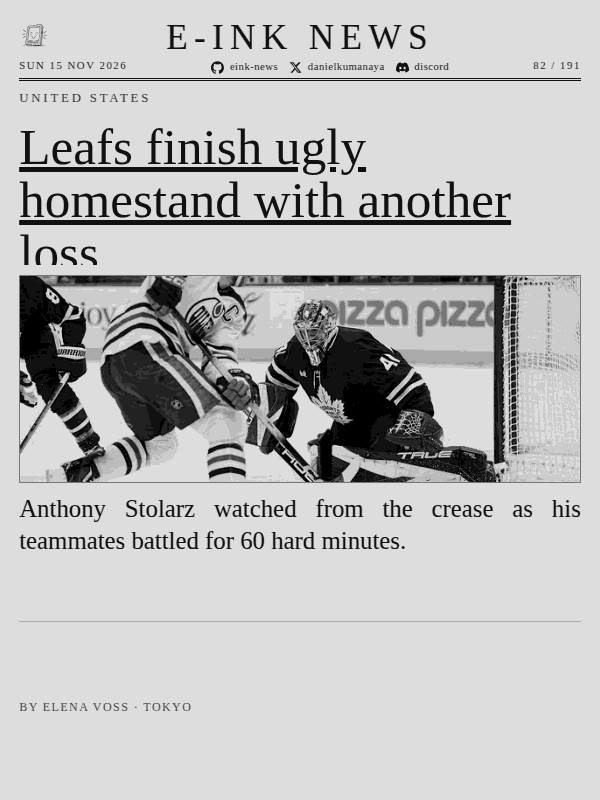 E-INK NEWS
SUN 15 NOV 2026
eink-news danielkumanaya discord
82 / 191
UNITED STATES
Leafs finish ugly
homestand with another
loss
pizza pizza
WARRIOR
TRUE
Anthony Stolarz watched from the crease as his
teammates battled for 60 hard minutes.
BY ELENA VOSS · TOKYO